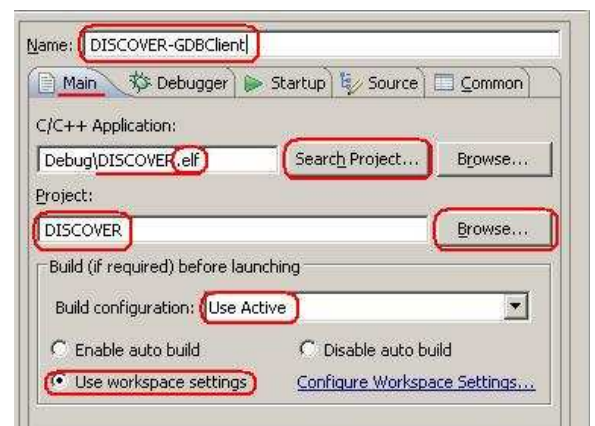 Name: DISCOVER-GDBClient
Main Debugger Startup Source Common
C/C++ Application:
Debug\DISCOVER.elf Search Project... Browse...
Project:
DISCOVER Browse...
Build (if required) before launching
Build configuration: Use Active
Enable auto build Disable auto build
Use workspace settings Configure Workspace Settings...